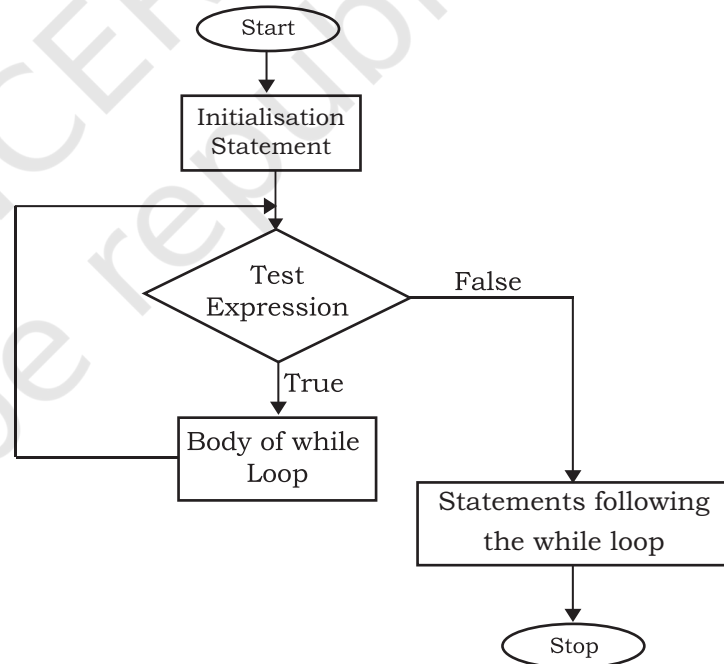 Start
Initialisation
Statement
Test
Expression
False
True
Body of while
Loop
Statements following
the while loop
Stop